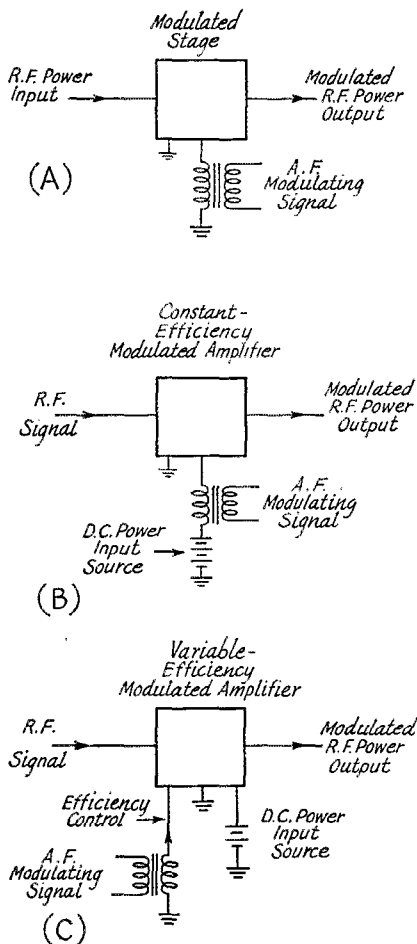 Modulated
Stage
R.F. Power
Input
Modulated
R.F. Power
Output
A.F.
Modulating
Signal
(A)
Constant-
Efficiency
Modulated Amplifier
R.F.
Signal
Modulated
R.F. Power
Output
A.F.
Modulating
Signal
D.C. Power
Input
Source
(B)
Variable-
Efficiency
Modulated Amplifier
R.F.
Signal
Modulated
R.F. Power
Output
Efficiency
Control
D.C. Power
Input
Source
A.F.
Modulating
Signal
(C)